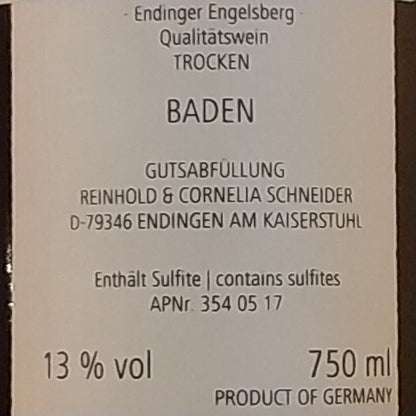 · Endinger Engelsberg ·
Qualitätswein
TROCKEN
BADEN
GUTSABFÜLLUNG
REINHOLD & CORNELIA SCHNEIDER
D-79346 ENDINGEN AM KAISERSTUHL
Enthält Sulfite | contains sulfites
APNr. 354 05 17
13 % vol 750 ml
PRODUCT OF GERMANY